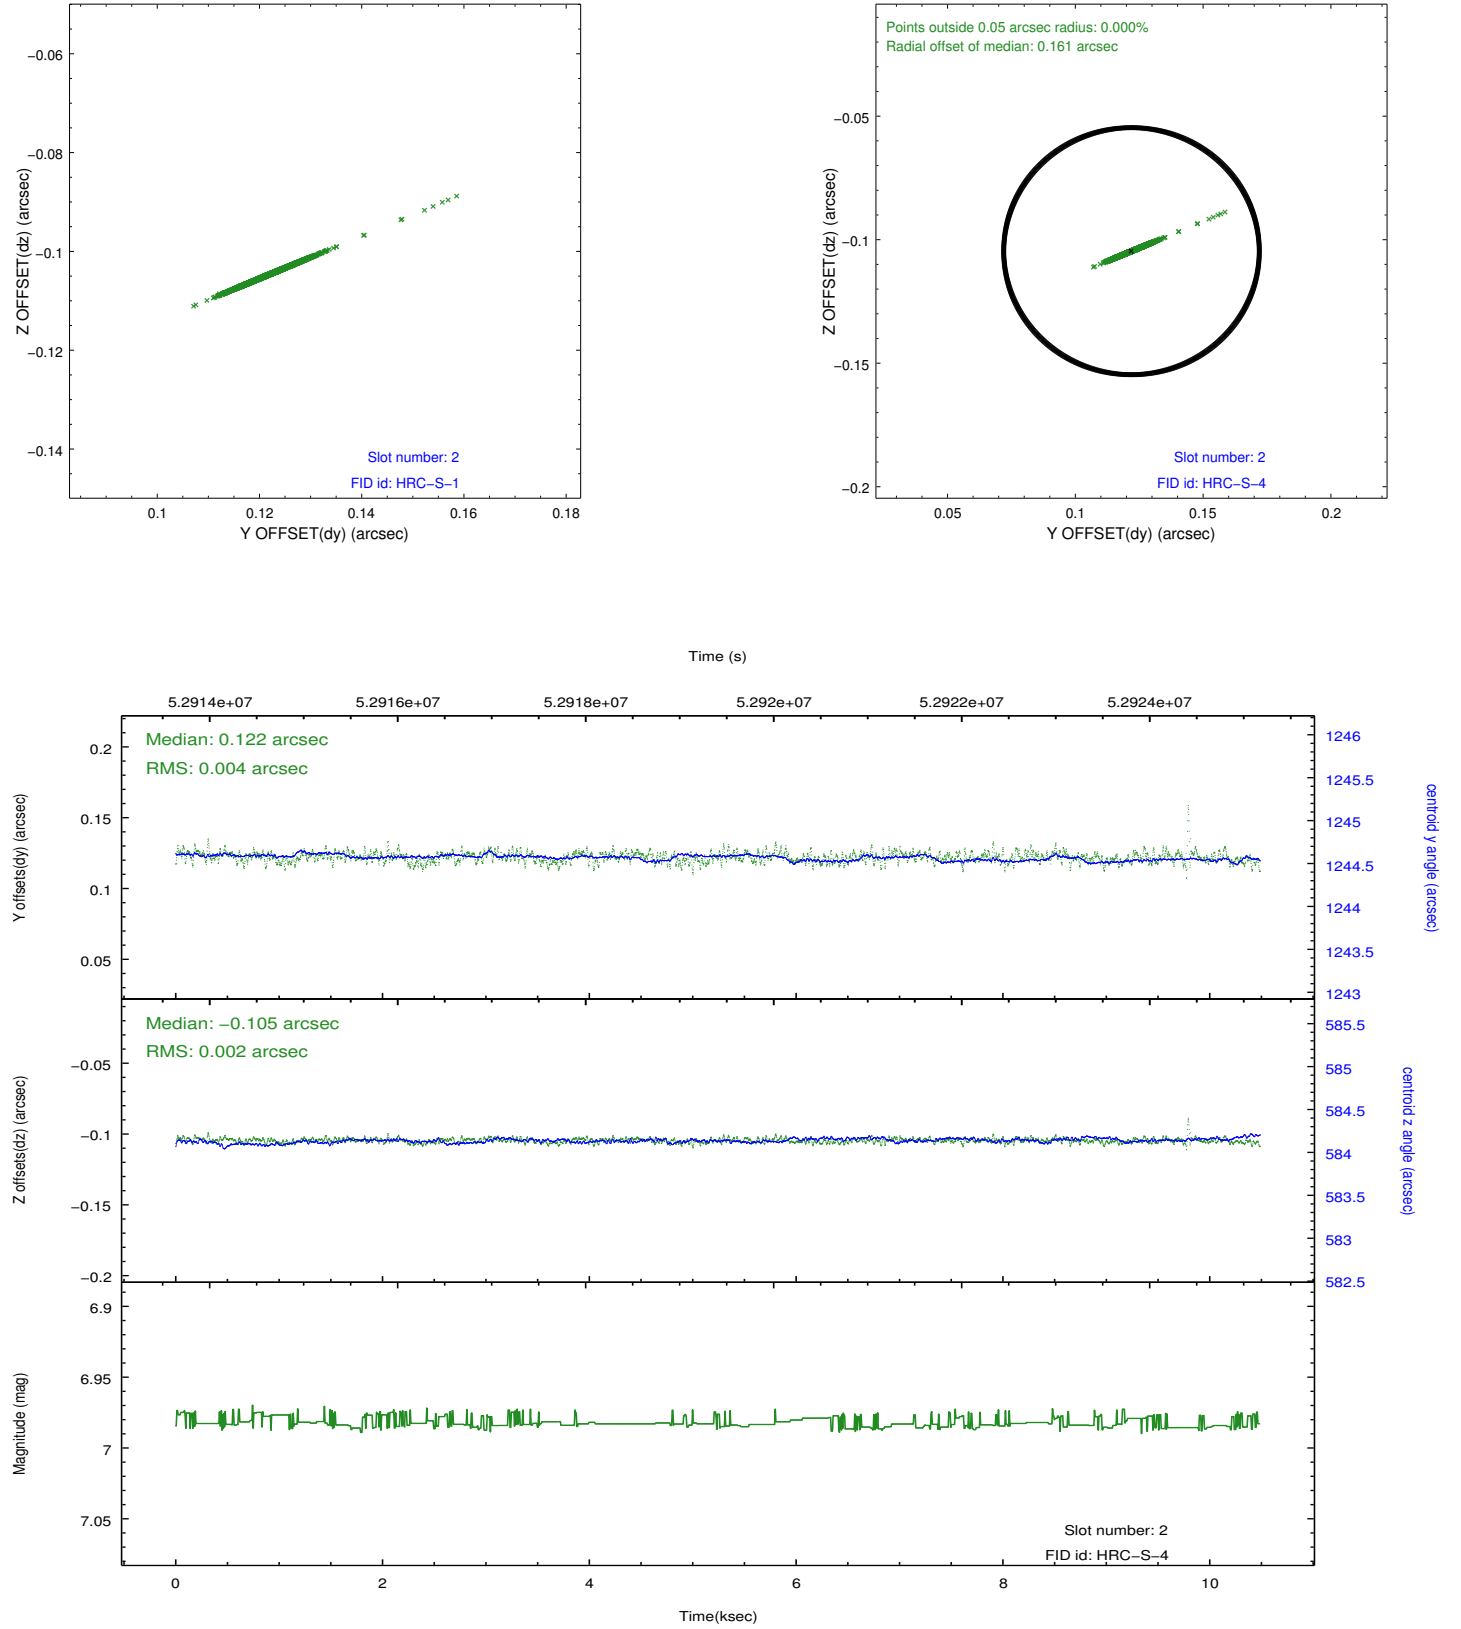 −0.06
−0.08
−0.1
−0.12
−0.14
Z OFFSET(dz) (arcsec)
Slot number: 2
FID id: HRC−S−1
0.1
0.12
0.14
0.16
0.18
Y OFFSET(dy) (arcsec)
Points outside 0.05 arcsec radius: 0.000%
Radial offset of median: 0.161 arcsec
−0.05
−0.1
−0.15
−0.2
Z OFFSET(dz) (arcsec)
Slot number: 2
FID id: HRC−S−4
0.05
0.1
0.15
0.2
Y OFFSET(dy) (arcsec)
Time (s)
5.2914e+07
5.2916e+07
5.2918e+07
5.292e+07
5.2922e+07
5.2924e+07
Median: 0.122 arcsec
RMS: 0.004 arcsec
0.2
0.15
0.1
0.05
Y offsets(dy) (arcsec)
1246
1245.5
1245
1244.5
1244
1243.5
1243
centroid y angle (arcsec)
Median: −0.105 arcsec
RMS: 0.002 arcsec
−0.05
−0.1
−0.15
−0.2
Z offsets(dz) (arcsec)
585.5
585
584.5
584
583.5
583
582.5
centroid z angle (arcsec)
6.9
6.95
7
7.05
Magnitude (mag)
Slot number: 2
FID id: HRC−S−4
0
2
4
6
8
10
Time(ksec)